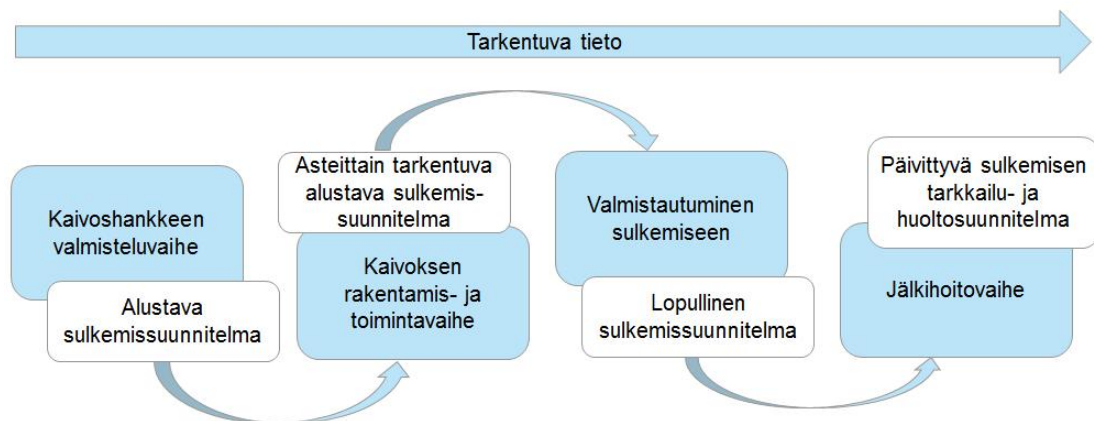 Tarkentuva tieto
Kaivoshankkeen
valmisteluvaihe
Alustava
sulkemissuunnitelma
Asteittain tarkentuva
alustava sulkemis-
suunnitelma
Kaivoksen
rakentamis- ja
toimintavaihe
Valmistautuminen
sulkemiseen
Lopullinen
sulkemissuunnitelma
Päivittyvä sulkemisen
tarkkailu- ja
huoltosuunnitelma
Jälkihoitovaihe